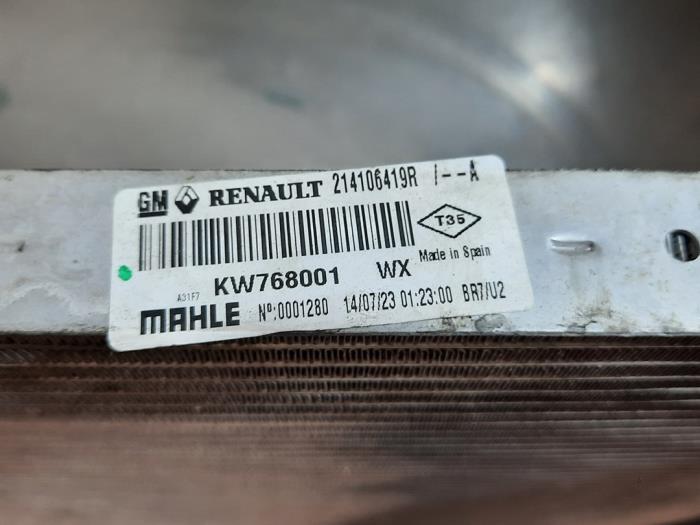 GM RENAULT 214106419R /--A
T35
KW768001 WX Made in Spain
A31F7
MAHLE Nº:0001280 14/07/23 01:23:00 BR7/U2